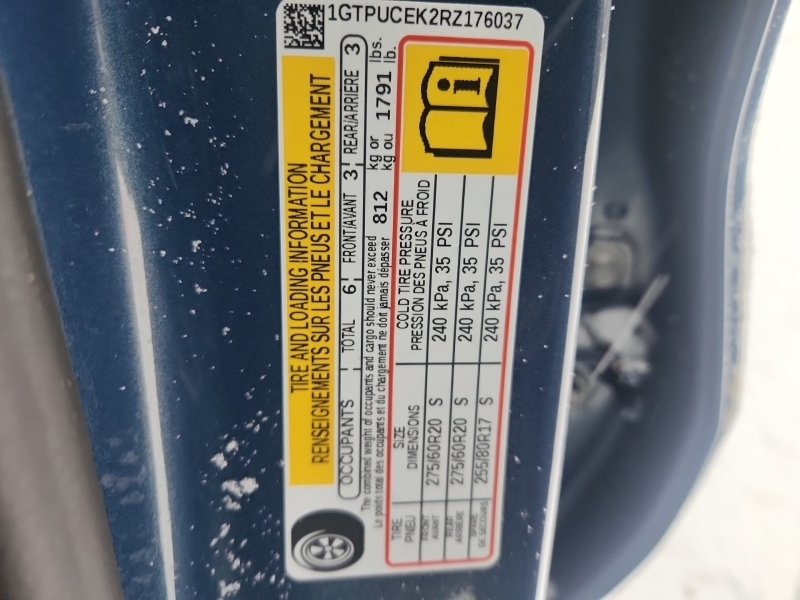 1GTPUCEK2RZ176037
TIRE AND LOADING INFORMATION
RENSEIGNEMENTS SUR LES PNEUS ET LE CHARGEMENT
OCCUPANTS TOTAL 6 FRONT/AVANT 3 REAR/ARRIERE 3
The combined weight of occupants and cargo should never exceed 812 kg or 1791 lbs.
Le poids total des occupants et du chargement ne doit jamais dépasser kg ou lb.
TIRE SIZE COLD TIRE PRESSURE
PNEU DIMENSIONS PRESSION DES PNEUS À FROID
FRONT
AVANT 275/60R20 S 240 kPa, 35 PSI
REAR
ARRIERE 275/60R20 S 240 kPa, 35 PSI
SPARE
DE SECOURS 255/80R17 S 240 kPa, 35 PSI